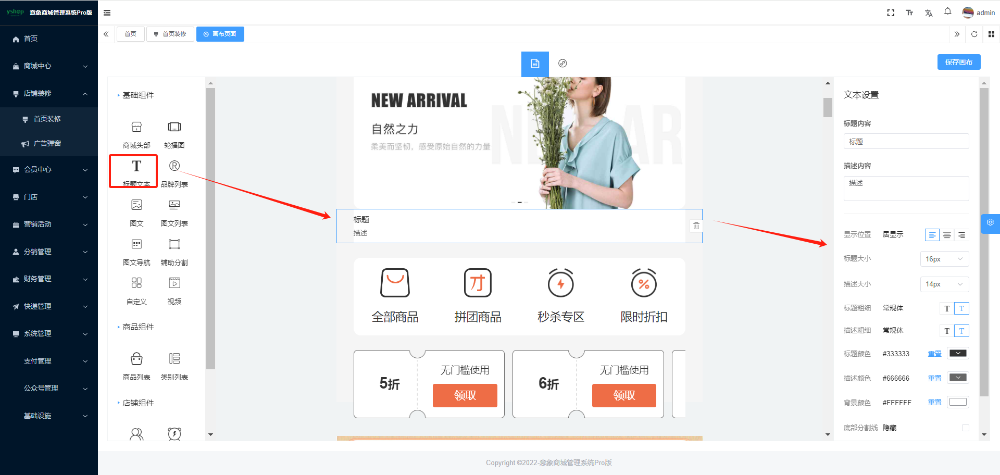 yshop 意象商城管理系统Pro版
admin
首页
首页装修
画布页面
首页
商城中心
店铺装修
首页装修
广告弹窗
会员中心
门店
营销活动
分销管理
财务管理
快递管理
系统管理
支付管理
公众号管理
基础设施
H5
保存画布
基础组件
商城头部
轮播图
T
标题文本
®
品牌列表
图文
图文列表
图文导航
辅助分割
自定义
视频
商品组件
商品列表
类别列表
店铺组件
NEW ARRIVAL
自然之力
柔美而坚韧，感受原始自然的力量
标题
描述
全部商品
拼团商品
秒杀专区
限时折扣
5折
无门槛使用
领取
6折
无门槛使用
领取
文本设置
标题内容
标题
描述内容
描述
显示位置 居显示
标题大小 16px
描述大小 14px
标题粗细 常规体 T T
描述粗细 常规体 T T
标题颜色 #333333 重置
描述颜色 #666666 重置
背景颜色 #FFFFFF 重置
底部分割线 隐藏
Copyright ©2022-意象商城管理系统Pro版